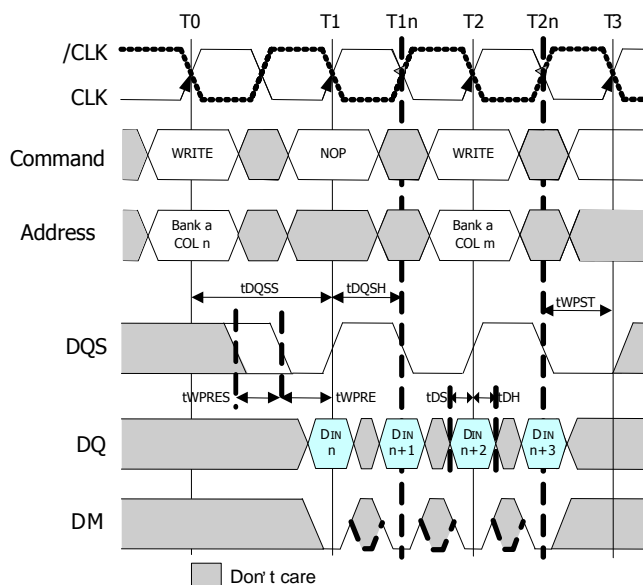 T0 T1 T1n T2 T2n T3
/CLK
CLK
Command WRITE NOP WRITE
Address Bank a COL n Bank a COL m
tDQSS tDQSH tWPST
DQS
tWPRES tWPRE tDS tDH
DQ DIN n DIN n+1 DIN n+2 DIN n+3
DM
Don't care